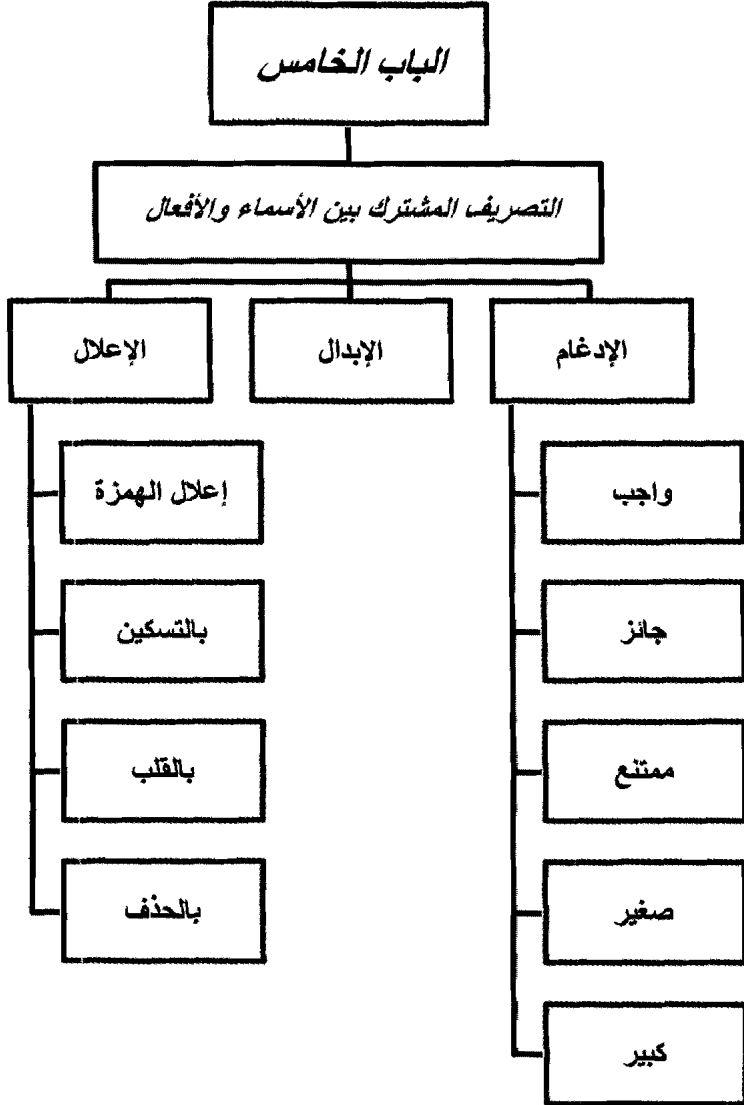 الباب الخامس
التصريف المشترك بين الأسماء والأفعال
الإدغام
الإبدال
الإعلال
واجب
جائز
ممتنع
صغير
كبير
إعلال الهمزة
بالتسكين
بالقلب
بالحذف